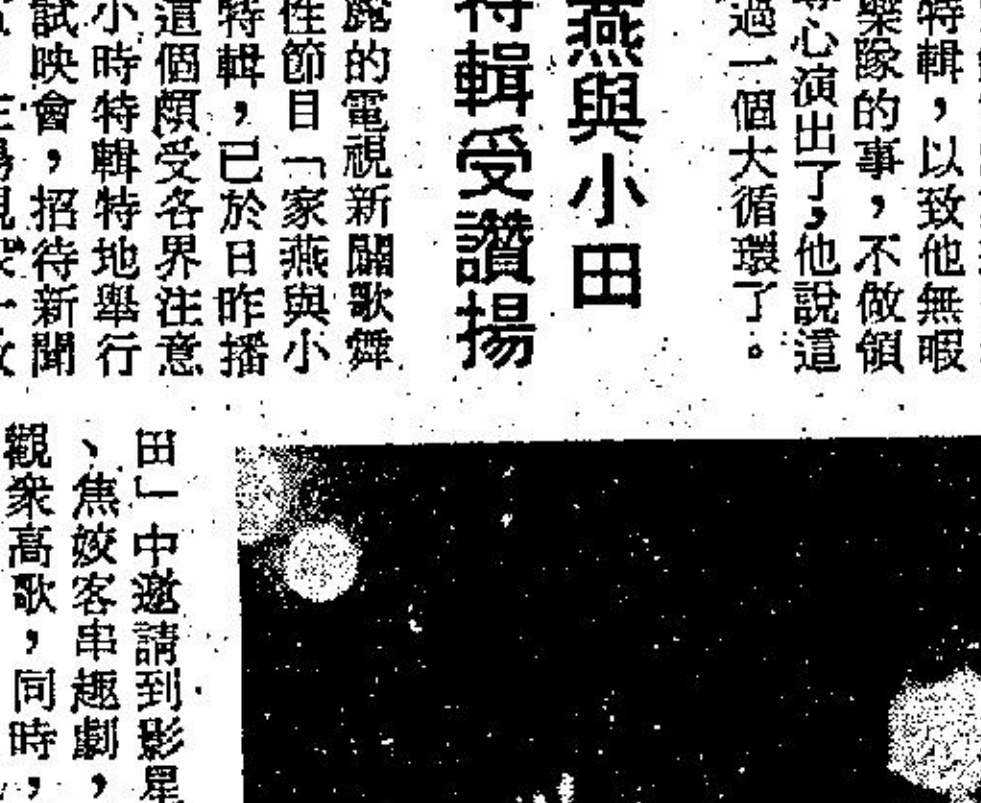 特輯，以致他無暇
樂隊的事，不做領
心演出了，他說這
過一個大循環了。
燕與小田
特輯受讚揚
的電視新闢歌舞
性節目「家燕與小
特輯，已於日昨播
這個頗受各界注意
小時特輯特地舉行
試映會，招待新聞
田」中邀請到影星
、焦姣客串趣劇，
觀衆高歌，同時，